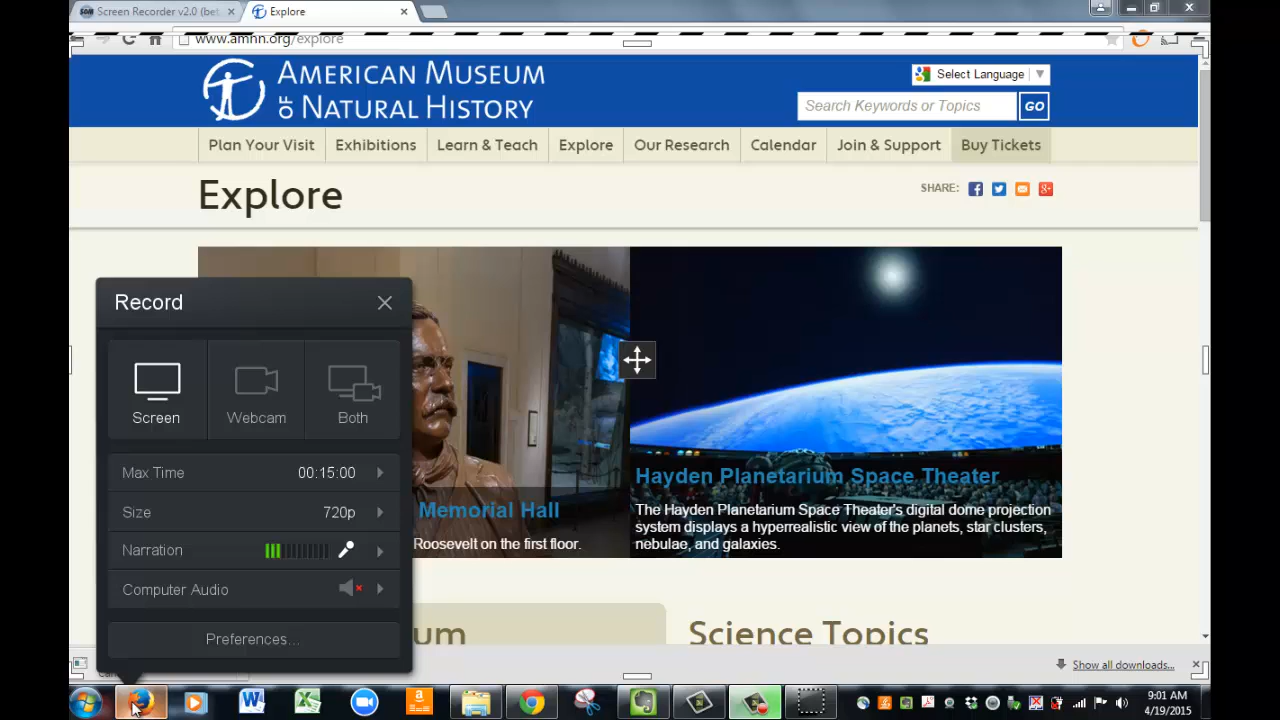 Screen Recorder v2.0 (bet
Explore
www.amnh.org/explore
AMERICAN MUSEUM
OF NATURAL HISTORY
Select Language
Search Keywords or Topics
GO
Plan Your Visit
Exhibitions
Learn & Teach
Explore
Our Research
Calendar
Join & Support
Buy Tickets
Explore
SHARE:
Record
Screen
Webcam
Both
Max Time 00:15:00
Size 720p
Narration
Computer Audio
Preferences...
Memorial Hall
Roosevelt on the first floor.
Hayden Planetarium Space Theater
The Hayden Planetarium Space Theater's digital dome projection
system displays a hyperrealistic view of the planets, star clusters,
nebulae, and galaxies.
um
Science Topics
Show all downloads...
9:01 AM
4/19/2015